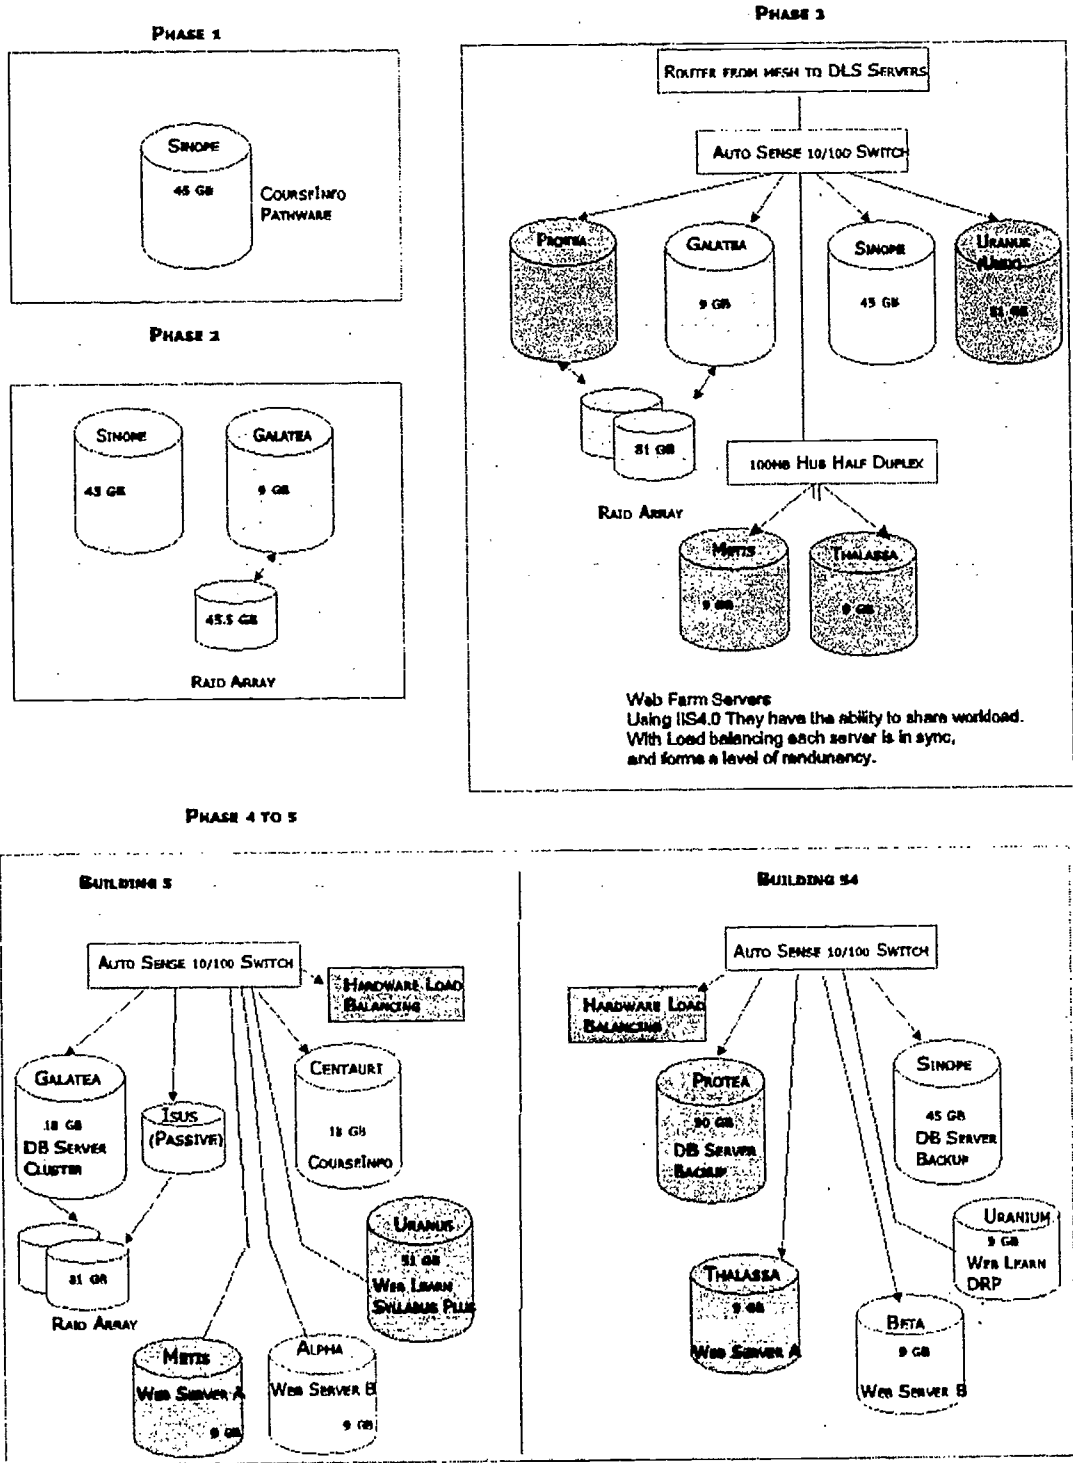 PHASE 1
SINOPE
45 GB
COURSEINFO
PATHWARE
PHASE 2
SINOPE
45 GB
GALATEA
9 GB
45.5 GB
RAID ARRAY
PHASE 3
ROUTER FROM MESH TO DLS SERVERS
AUTO SENSE 10/100 SWITCH
PROTEA
GALATEA
9 GB
SINOPE
45 GB
URANUS
(UNIX)
81 GB
RAID ARRAY
100MB HUB HALF DUPLEX
METIS
9 GB
THALASSA
9 GB
Web Farm Servers
Using IIS4.0 They have the ability to share workload.
With Load balancing each server is in sync,
and forms a level of rendunancy.
PHASE 4 TO 5
BUILDING 5
AUTO SENSE 10/100 SWITCH
HARDWARE LOAD
BALANCING
GALATEA
18 GB
DB SERVER
CLUSTER
ISUS
(PASSIVE)
CENTAURI
18 GB
COURSEINFO
81 GB
RAID ARRAY
URANUS
WEB LEARN
SYLLABUS PLUS
METIS
WEB SERVER A
9 GB
ALPHA
WEB SERVER B
9 GB
BUILDING 54
AUTO SENSE 10/100 SWITCH
HARDWARE LOAD
BALANCING
PROTEA
DB SERVER
BACKUP
SINOPE
45 GB
DB SERVER
BACKUP
URANIUM
9 GB
WEB LEARN
DRP
THALASSA
9 GB
WEB SERVER A
BETA
9 GB
WEB SERVER B